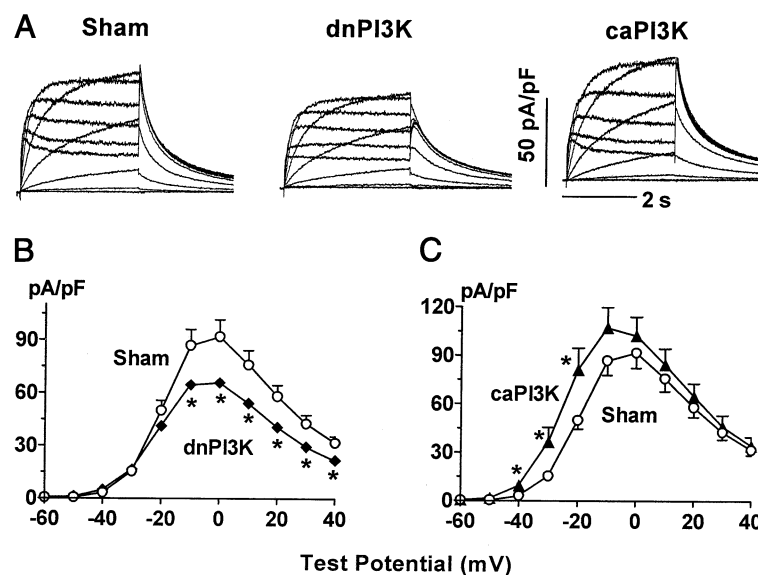 A
Sham
dnPI3K
caPI3K
50 pA/pF
2 s
B
pA/pF
90
60
30
0
Sham
dnPI3K
*
*
*
*
*
*
-60
-40
-20
0
20
40
C
pA/pF
120
90
60
30
0
caPI3K
Sham
*
*
*
-60
-40
-20
0
20
40
Test Potential (mV)